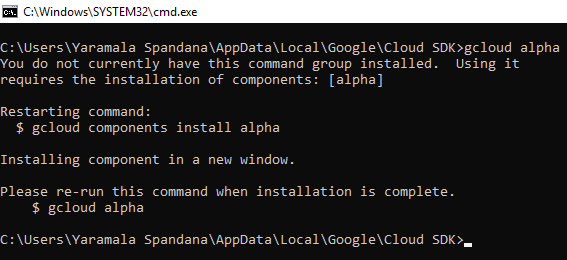 C:\Windows\SYSTEM32\cmd.exe
C:\Users\Yaramala Spandana\AppData\Local\Google\Cloud SDK>gcloud alpha
You do not currently have this command group installed.  Using it
requires the installation of components: [alpha]
Restarting command:
  $ gcloud components install alpha
Installing component in a new window.
Please re-run this command when installation is complete.
    $ gcloud alpha
C:\Users\Yaramala Spandana\AppData\Local\Google\Cloud SDK>